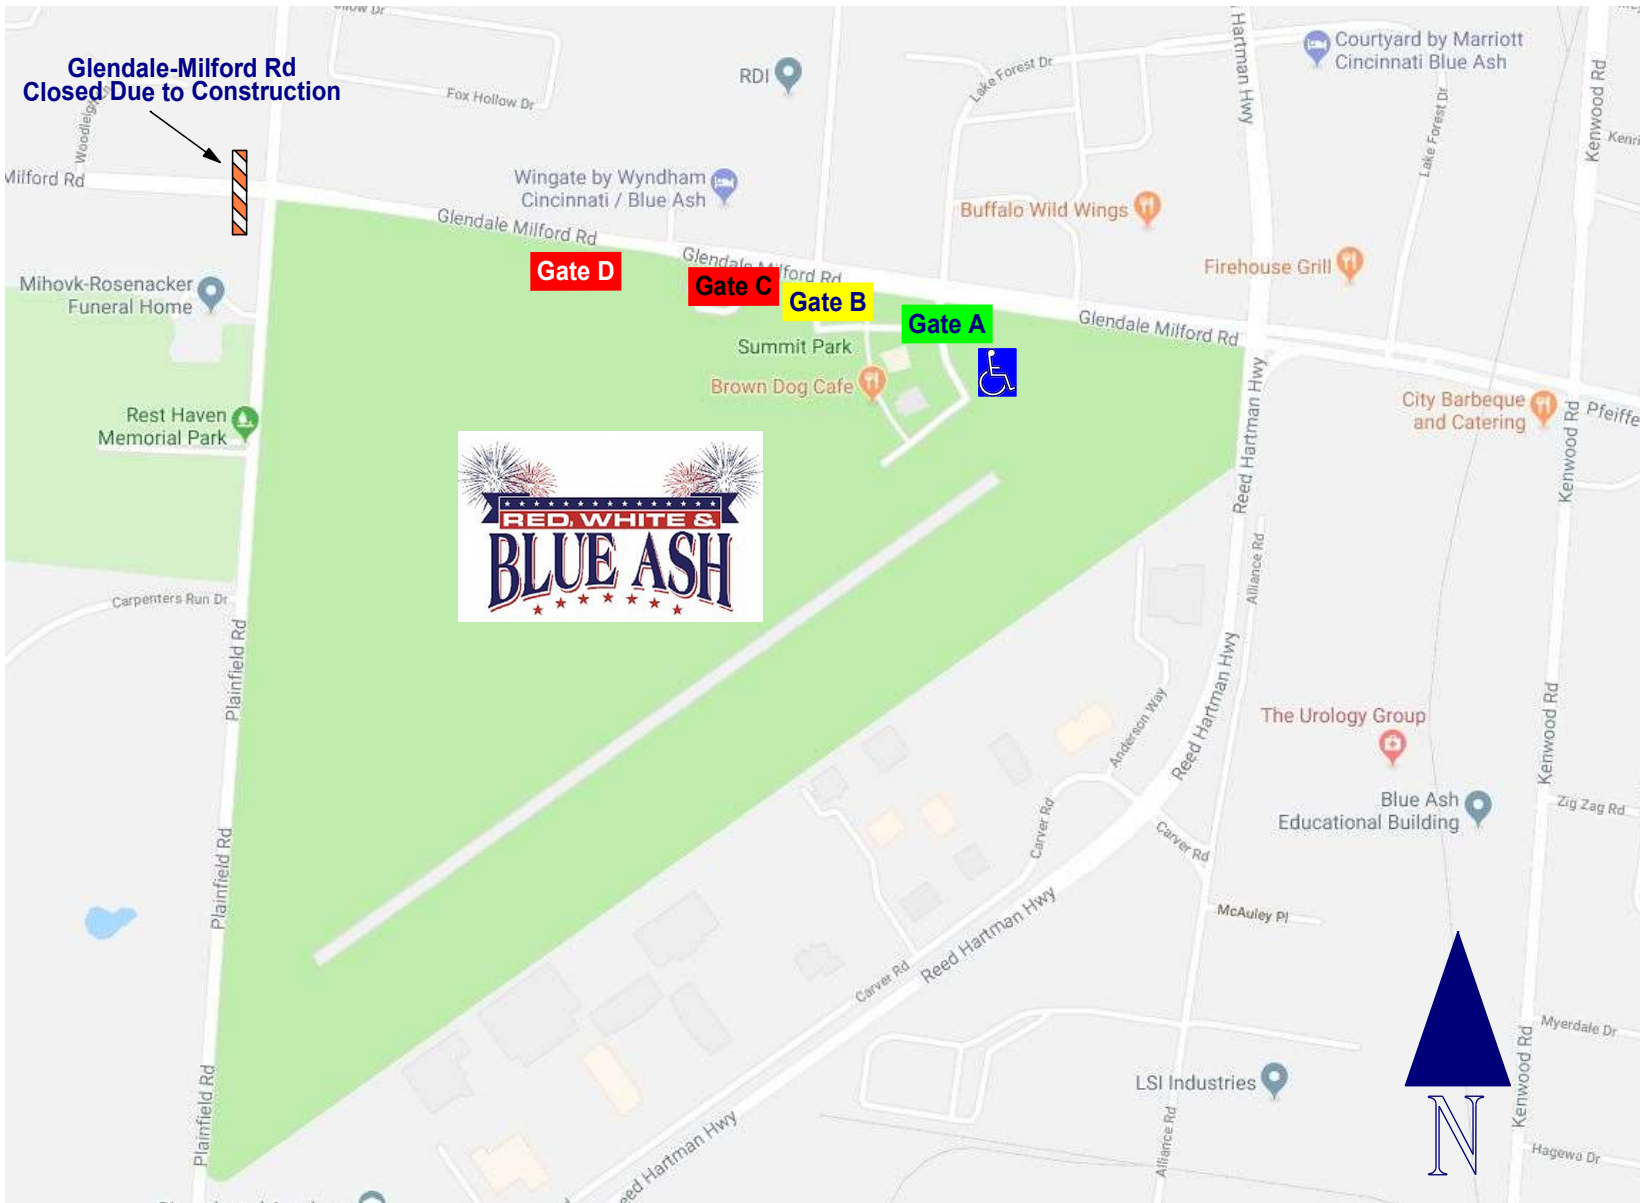 Glendale-Milford Rd
Closed Due to Construction
Fox Hollow Dr
RDI
Lake Forest Dr
Hartman Hwy
Courtyard by Marriott
Cincinnati Blue Ash
Kenwood Rd
Lake Forest Dr
Milford Rd
Wingate by Wyndham
Cincinnati / Blue Ash
Buffalo Wild Wings
Glendale Milford Rd
Glendale Milford Rd
Firehouse Grill
Gate D
Gate C
Gate B
Gate A
Mihovk-Rosenacker
Funeral Home
Glendale Milford Rd
Summit Park
Brown Dog Cafe
City Barbeque
and Catering
Rest Haven
Memorial Park
Reed Hartman Hwy
Kenwood Rd
RED, WHITE &
BLUE ASH
Alliance Rd
Carpenters Run Dr
Plainfield Rd
Reed Hartman Hwy
Anderson Way
The Urology Group
Kenwood Rd
Blue Ash
Educational Building
Zig Zag Rd
Carver Rd
Carver Rd
Plainfield Rd
McAuley Pl
Reed Hartman Hwy
Carver Rd
Myerdale Dr
Kenwood Rd
LSI Industries
Plainfield Rd
Alliance Rd
Reed Hartman Hwy
N
Hagewa Dr